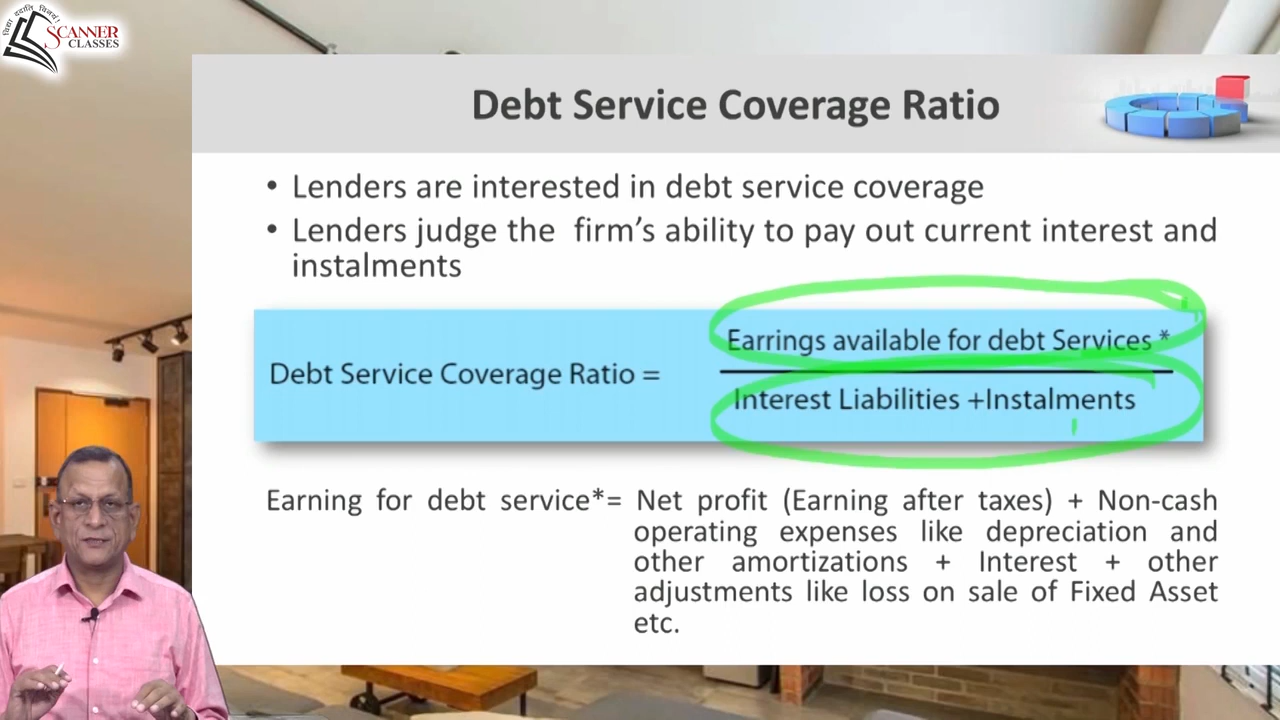 विद्या ददाति विनयं
SCANNER
CLASSES
Debt Service Coverage Ratio
• Lenders are interested in debt service coverage
• Lenders judge the firm's ability to pay out current interest and
instalments
Debt Service Coverage Ratio =
Earrings available for debt Services *
Interest Liabilities +Instalments
Earning for debt service*= Net profit (Earning after taxes) + Non-cash
operating expenses like depreciation and
other amortizations + Interest + other
adjustments like loss on sale of Fixed Asset
etc.